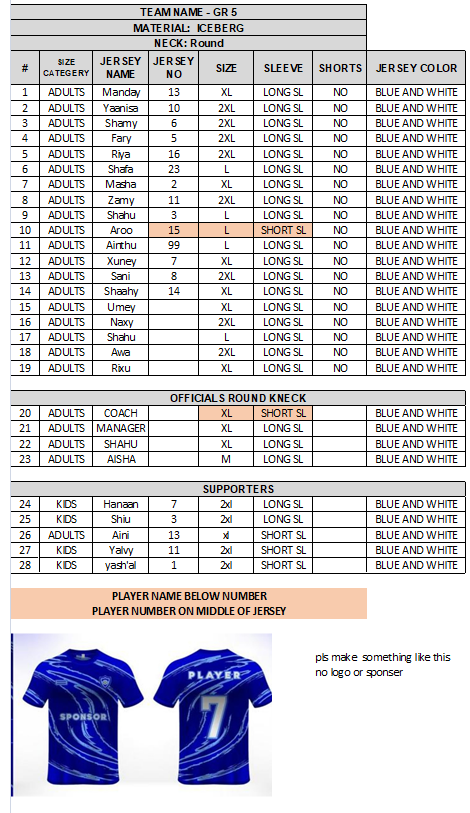 TEAM NAME - GR 5
MATERIAL: ICEBERG
NECK: Round
# SIZE CATEGERY JERSEY NAME JERSEY NO SIZE SLEEVE SHORTS JERSEY COLOR
1 ADULTS Manday 13 XL LONG SL NO BLUE AND WHITE
2 ADULTS Yaanisa 10 2XL LONG SL NO BLUE AND WHITE
3 ADULTS Shamy 6 2XL LONG SL NO BLUE AND WHITE
4 ADULTS Fary 5 2XL LONG SL NO BLUE AND WHITE
5 ADULTS Riya 16 2XL LONG SL NO BLUE AND WHITE
6 ADULTS Shafa 23 L LONG SL NO BLUE AND WHITE
7 ADULTS Masha 2 XL LONG SL NO BLUE AND WHITE
8 ADULTS Zamy 11 2XL LONG SL NO BLUE AND WHITE
9 ADULTS Shahu 3 L LONG SL NO BLUE AND WHITE
10 ADULTS Aroo 15 L SHORT SL NO BLUE AND WHITE
11 ADULTS Ainthu 99 L LONG SL NO BLUE AND WHITE
12 ADULTS Xuney 7 XL LONG SL NO BLUE AND WHITE
13 ADULTS Sani 8 2XL LONG SL NO BLUE AND WHITE
14 ADULTS Shaahy 14 XL LONG SL NO BLUE AND WHITE
15 ADULTS Umey XL LONG SL NO BLUE AND WHITE
16 ADULTS Naxy 2XL LONG SL NO BLUE AND WHITE
17 ADULTS Shahu L LONG SL NO BLUE AND WHITE
18 ADULTS Awa 2XL LONG SL NO BLUE AND WHITE
19 ADULTS Rixu XL LONG SL NO BLUE AND WHITE
OFFICIALS ROUND KNECK
20 ADULTS COACH XL SHORT SL BLUE AND WHITE
21 ADULTS MANAGER XL LONG SL BLUE AND WHITE
22 ADULTS SHAHU XL LONG SL BLUE AND WHITE
23 ADULTS AISHA M LONG SL BLUE AND WHITE
SUPPORTERS
24 KIDS Hanaan 7 2xl LONG SL BLUE AND WHITE
25 KIDS Shiu 3 2xl LONG SL BLUE AND WHITE
26 ADULTS Aini 13 xl SHORT SL BLUE AND WHITE
27 KIDS Yalvy 11 2xl SHORT SL BLUE AND WHITE
28 KIDS yash'al 1 2xl SHORT SL BLUE AND WHITE
PLAYER NAME BELOW NUMBER
PLAYER NUMBER ON MIDDLE OF JERSEY
pls make something like this
no logo or sponser
PLAYER
SPONSOR
7